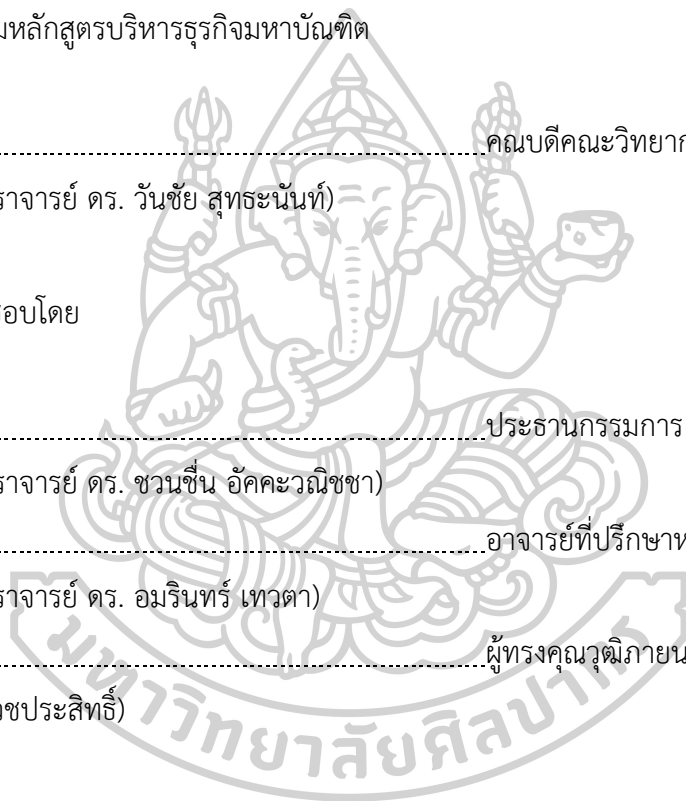 มหลักสูตรบริหารธุรกิจมหาบัณฑิต
คณบดีคณะวิทยาก
ราจารย์ ดร. วันชัย สุทธะนันท์)
สอบโดย
ประธานกรรมการ
ราจารย์ ดร. ชวนชื่น อัคคะวณิชชา)
อาจารย์ที่ปรึกษาห
ราจารย์ ดร. อมรินทร์ เทวตา)
ผู้ทรงคุณวุฒิภายน
วชประสิทธิ์)
มหาวิทยาลัยศิลปากร